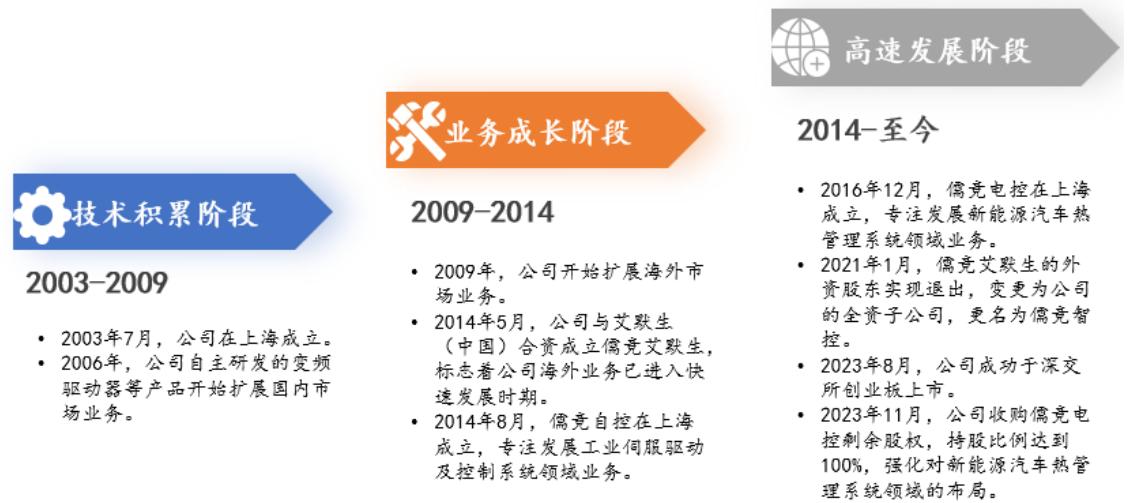 技术积累阶段
2003-2009
• 2003年7月，公司在上海成立。
• 2006年，公司自主研发的变频
驱动器等产品开始扩展国内市
场业务。
业务成长阶段
2009-2014
• 2009年，公司开始扩展海外市
场业务。
• 2014年5月，公司与艾默生
（中国）合资成立儒竞艾默生，
标志着公司海外业务已进入快
速发展时期。
• 2014年8月，儒竞自控在上海
成立，专注发展工业伺服驱动
及控制系统领域业务。
高速发展阶段
2014-至今
• 2016年12月，儒竞电控在上海
成立，专注发展新能源汽车热
管理系统领域业务。
• 2021年1月，儒竞艾默生的外
资股东实现退出，变更为公司
的全资子公司，更名为儒竞智
控。
• 2023年8月，公司成功于深交
所创业板上市。
• 2023年11月，公司收购儒竞电
控剩余股权，持股比例达到
100%，强化对新能源汽车热管
理系统领域的布局。